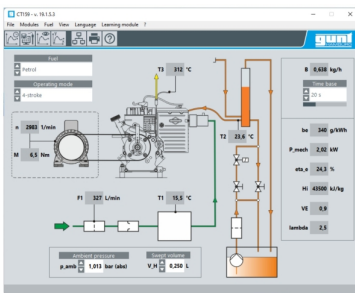 CT159 - v. 19.1.5.3
File Modules Fuel View Language Learning module ?
gunt
Fuel
Petrol
Operating mode
4-stroke
T3 312 °C
B 0,638 kg/h
Time base
20 s
n 2983 1/min
M 6,5 Nm
T2 23,6 °C
be 340 g/kWh
P_mech 2,02 kW
eta_e 24,3 %
Hi 43500 kJ/kg
VE 0,9
lambda 2,5
F1 327 L/min
T1 15,5 °C
Ambient pressure
p_amb 1,013 bar (abs)
Swept volume
V_H 0,250 L